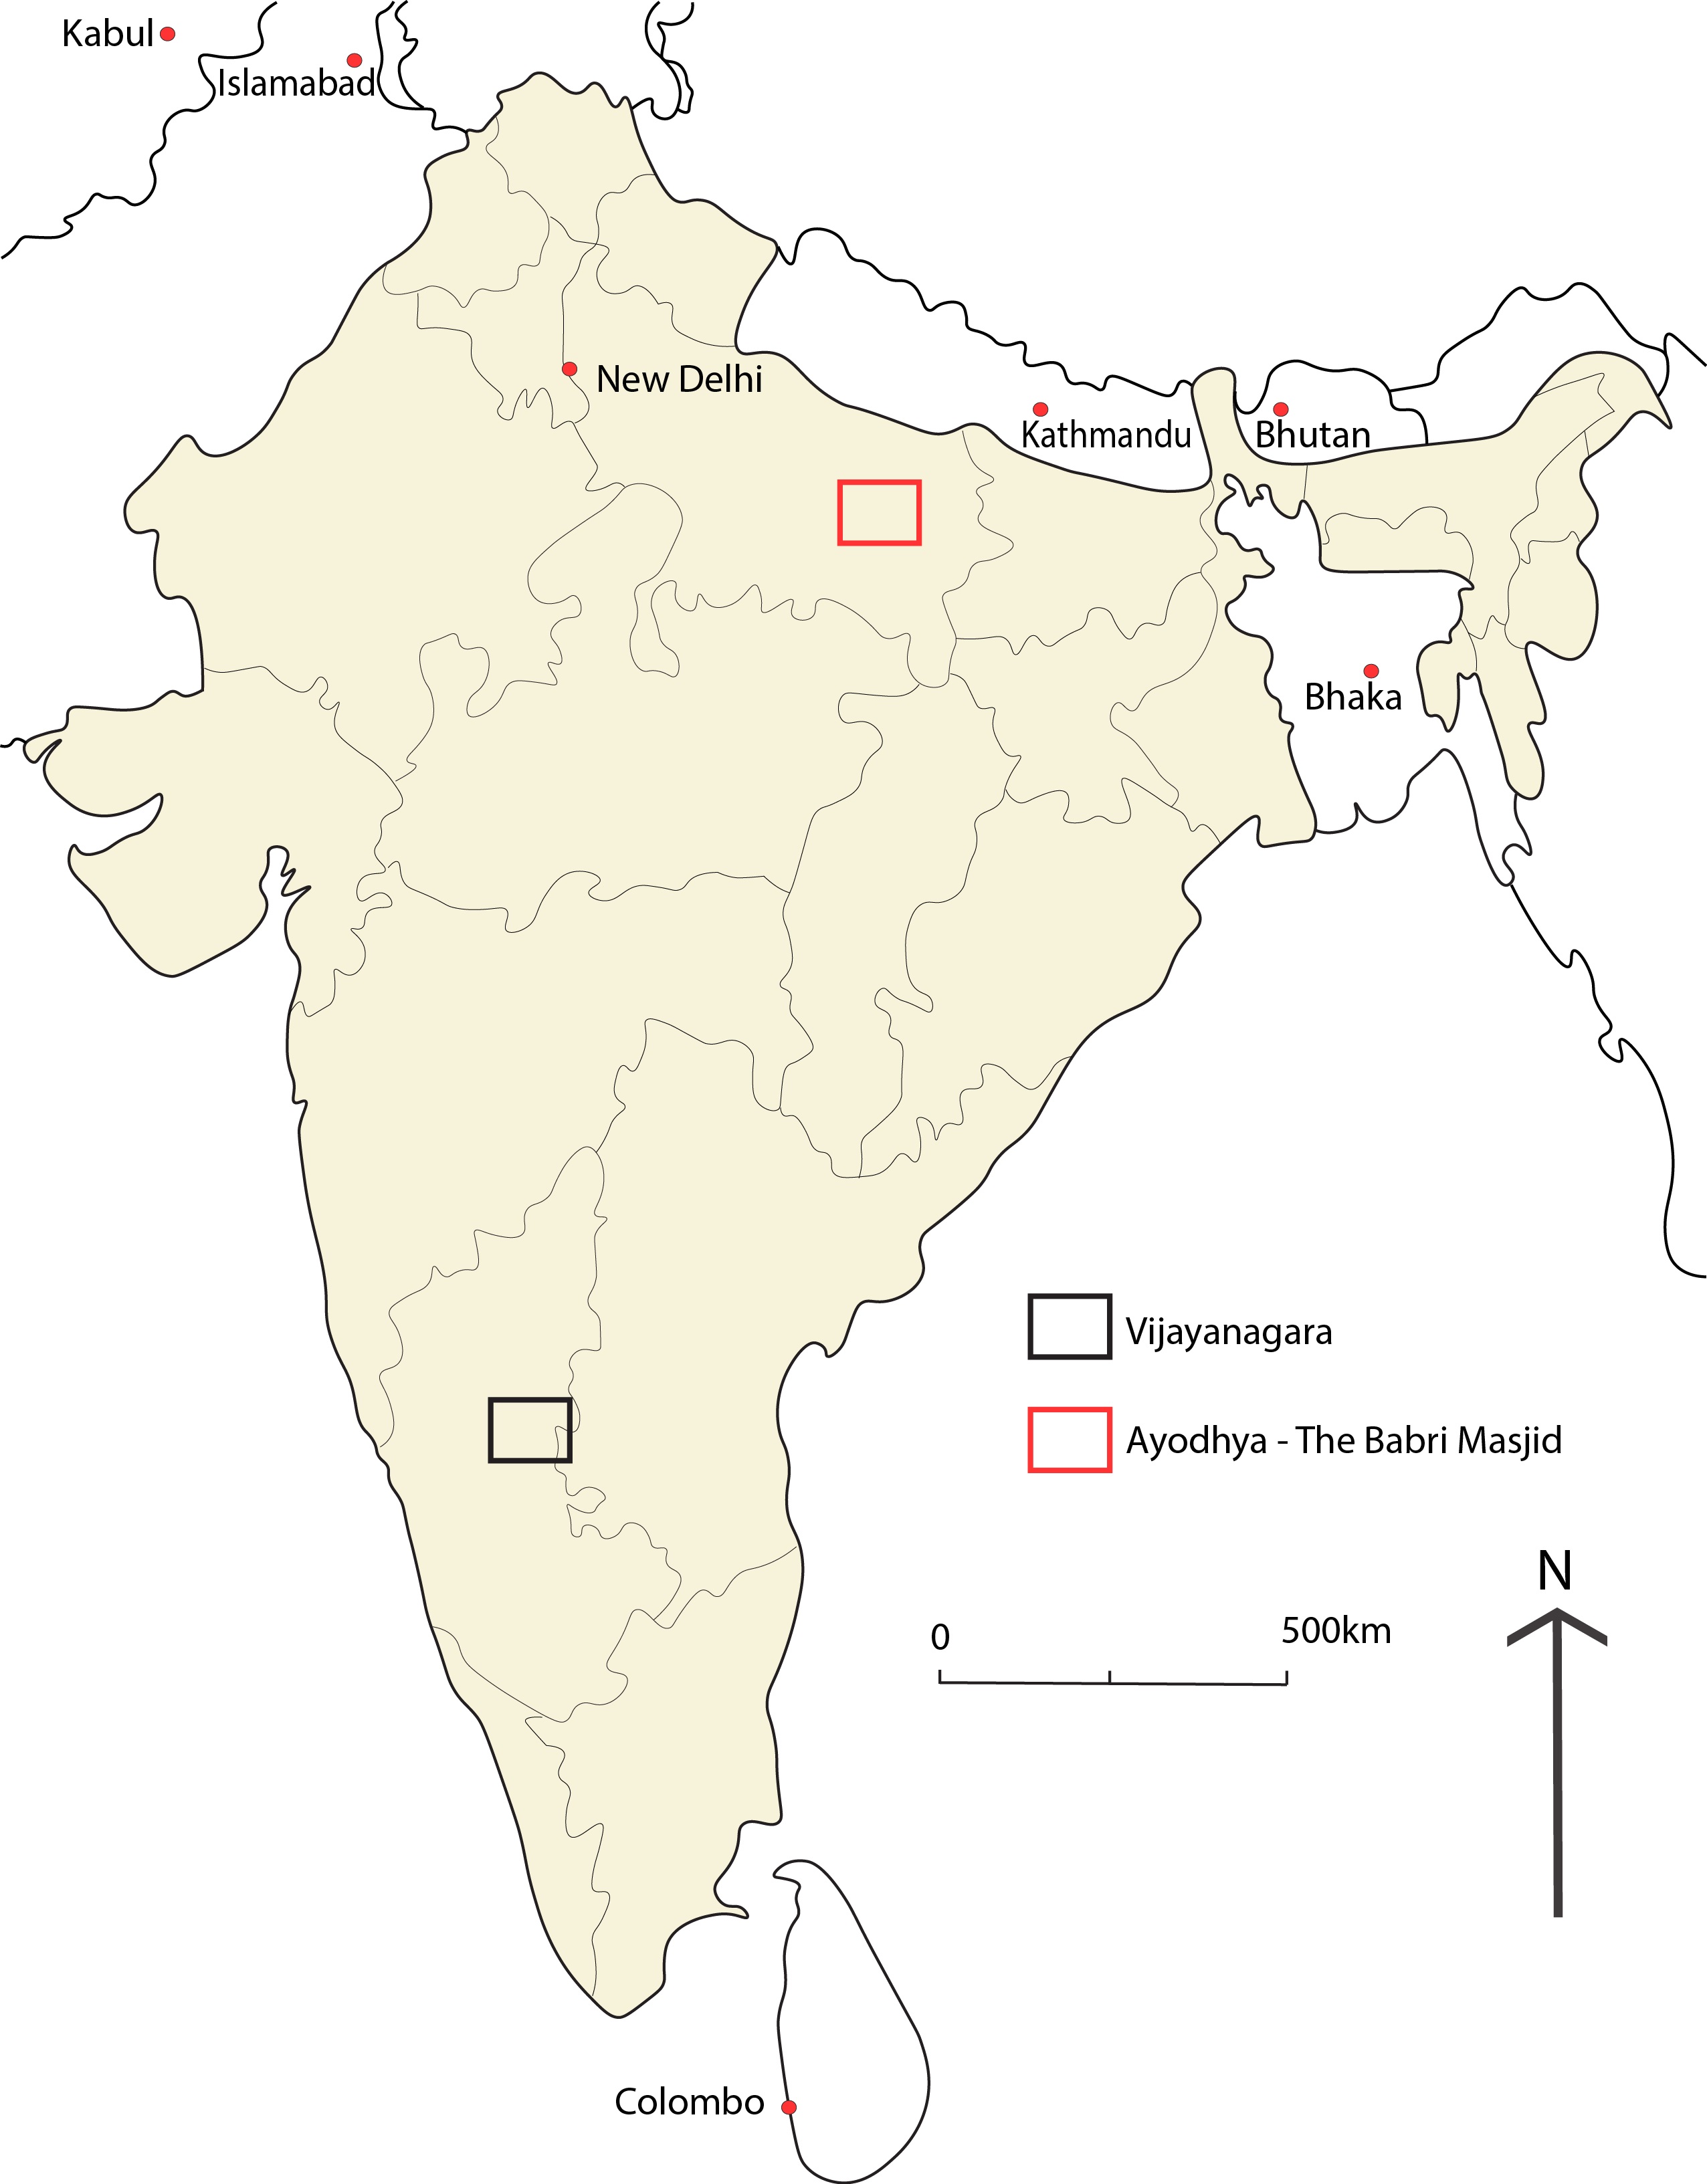 Kabul
Islamabad
New Delhi
Kathmandu
Bhutan
Bhaka
Vijayanagara
Ayodhya - The Babri Masjid
N
0
500km
Colombo